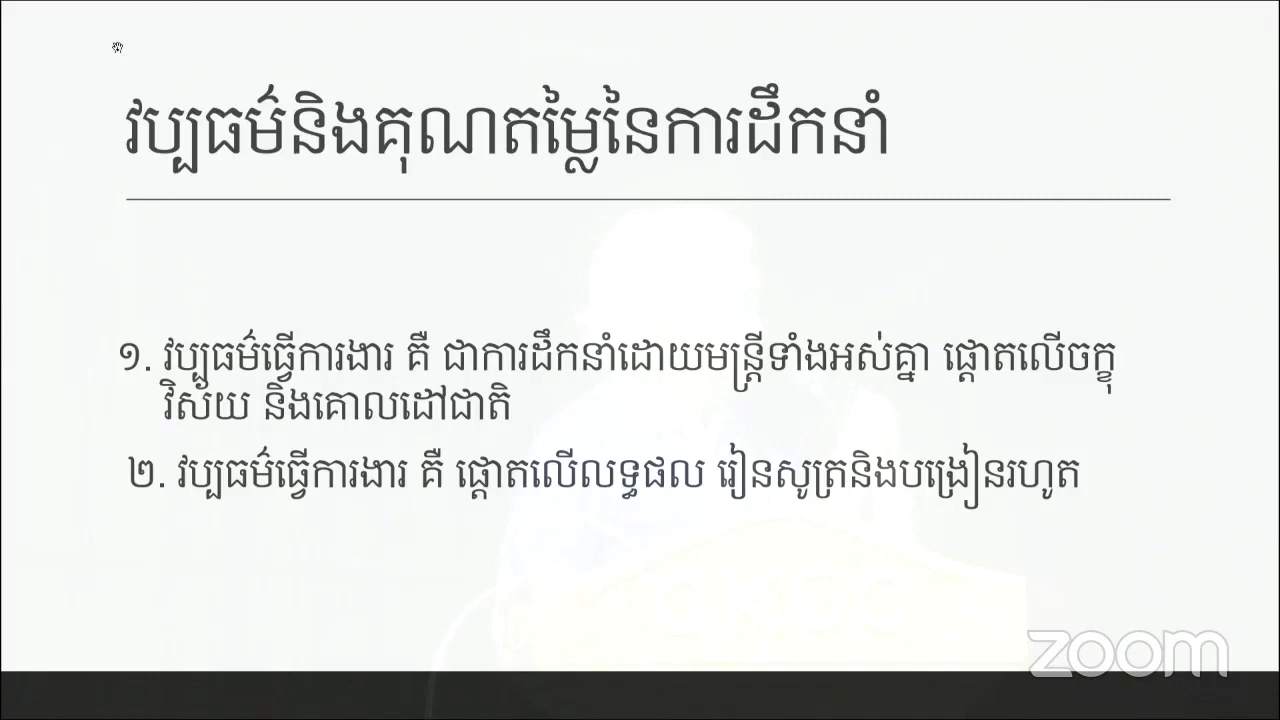 វប្បធម៌និងគុណតម្លៃនៃការដឹកនាំ
១. វប្បធម៌ធ្វើការងារ គឺ ជាការដឹកនាំដោយមន្ត្រីទាំងអស់គ្នា ផ្តោតលើចក្ខុ
វិស័យ និងគោលដៅជាតិ
២. វប្បធម៌ធ្វើការងារ គឺ ផ្តោតលើលទ្ធផល រៀនសូត្រនិងបង្រៀនរហូត
zoom